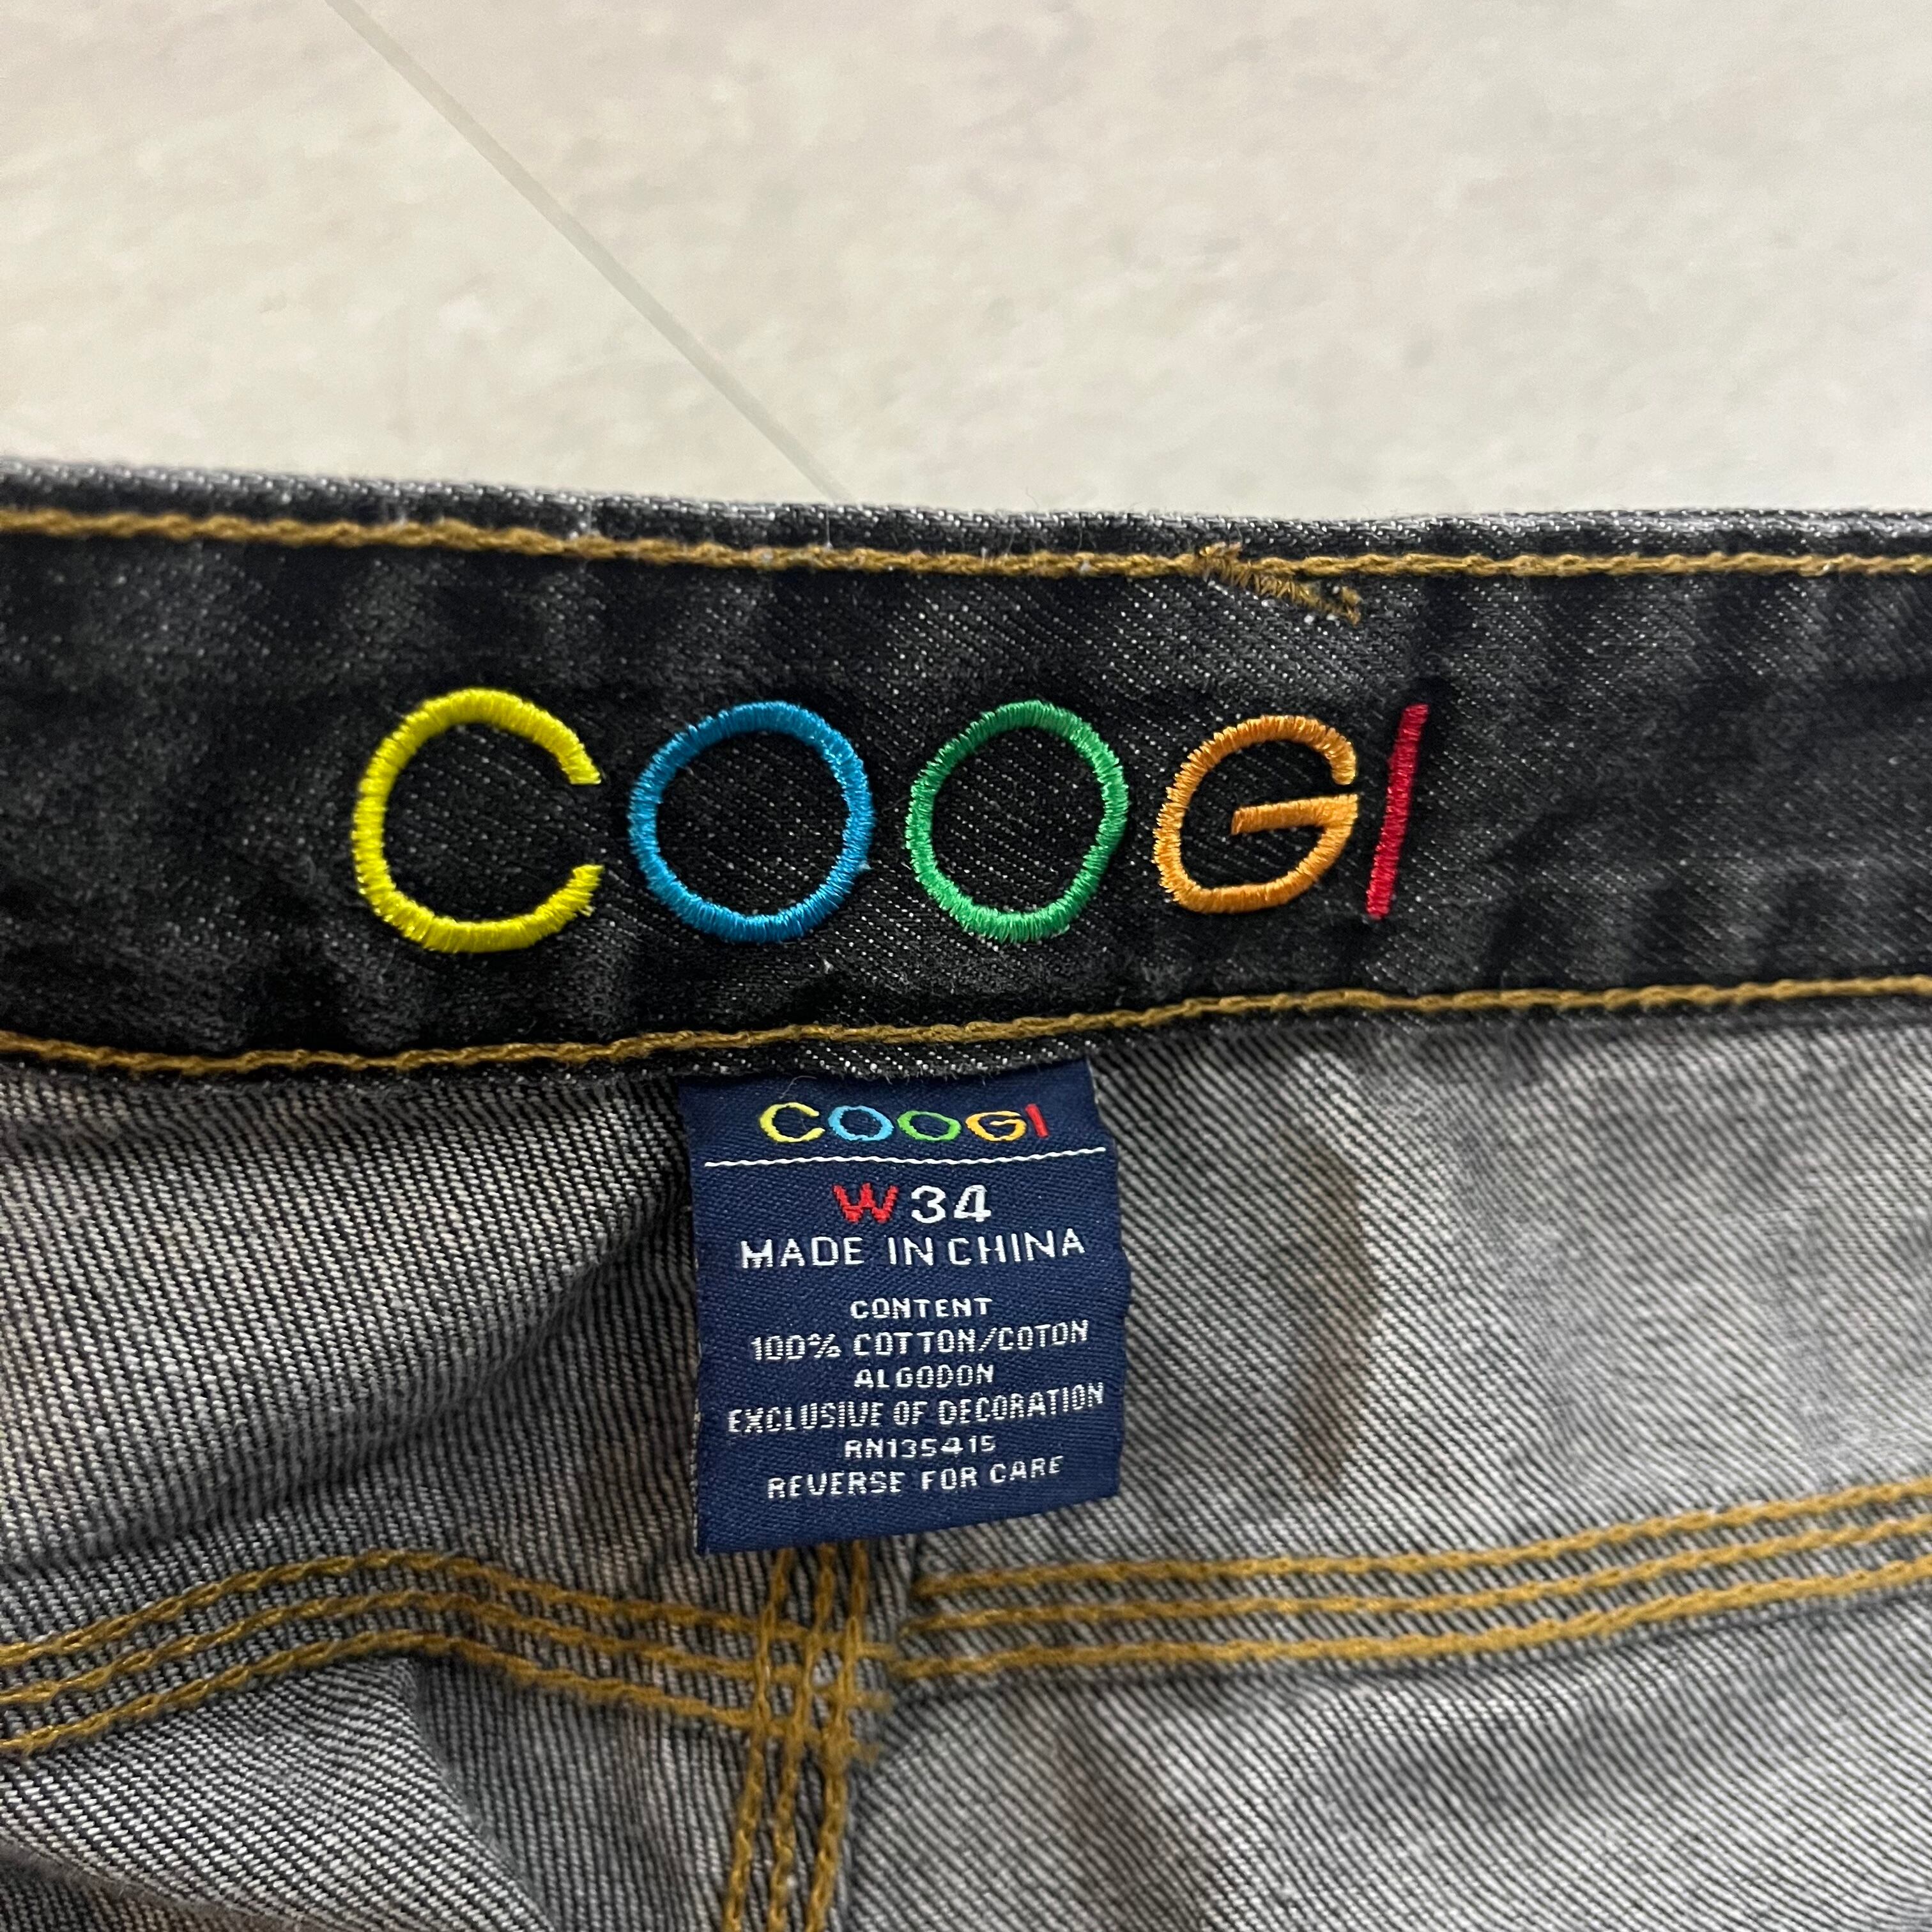 COOGI
COOGI
W34
MADE IN CHINA
CONTENT
100% COTTON/COTON
ALGODON
EXCLUSIVE OF DECORATION
RN135415
REVERSE FOR CARE